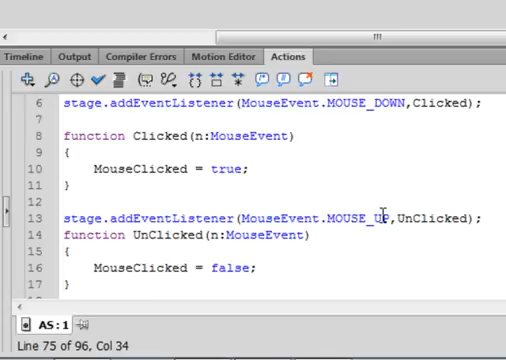 Timeline Output Compiler Errors Motion Editor Actions
6 stage.addEventListener(MouseEvent.MOUSE_DOWN,Clicked);
7
8 function Clicked(n:MouseEvent)
9 {
10 MouseClicked = true;
11 }
12
13 stage.addEventListener(MouseEvent.MOUSE_UP,UnClicked);
14 function UnClicked(n:MouseEvent)
15 {
16 MouseClicked = false;
17 }
AS:1
Line 75 of 96, Col 34